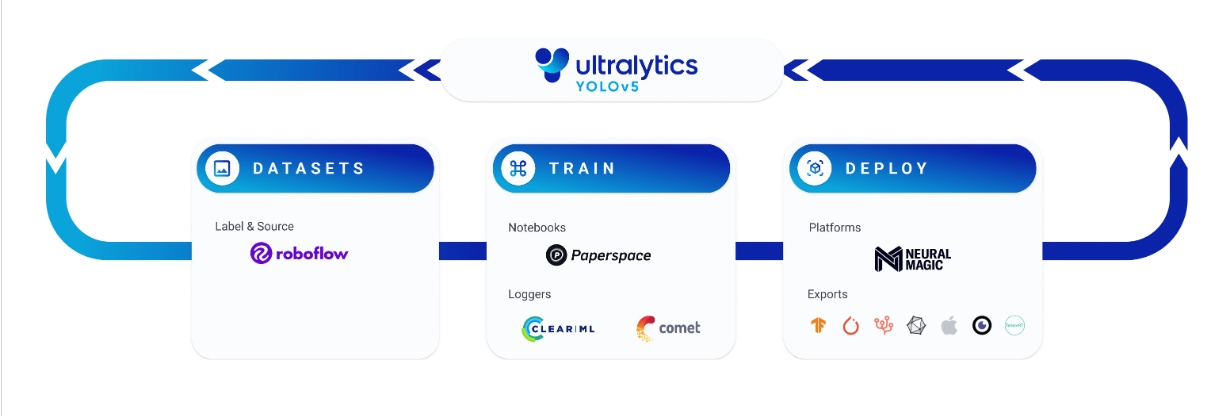 ultralytics
YOLOv5
DATASETS
Label & Source
roboflow
TRAIN
Notebooks
Paperspace
Loggers
CLEAR|ML
comet
DEPLOY
Platforms
NEURAL
MAGIC
Exports